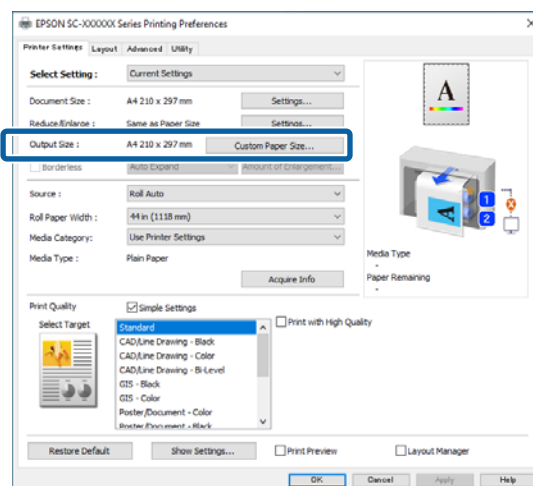 EPSON SC-XXXXXX Series Printing Preferences
Printer Settings Layout Advanced Utility
Select Setting : Current Settings
Document Size : A4 210 x 297 mm Settings...
Reduce/Enlarge : Same as Paper Size Settings...
Output Size : A4 210 x 297 mm Custom Paper Size...
Borderless Auto Expand Amount of Enlargement...
Source : Roll Auto
Roll Paper Width : 44 in (1118 mm)
Media Category: Use Printer Settings
Media Type : Plain Paper
Acquire Info
A
A
1
2
Media Type
-
Paper Remaining
-
Print Quality Simple Settings
Select Target
Standard
CAD/Line Drawing - Black
CAD/Line Drawing - Color
CAD/Line Drawing - Bi-Level
GIS - Black
GIS - Color
Poster/Document - Color
Poster/Document - Black
Print with High Quality
Restore Default Show Settings... Print Preview Layout Manager
OK Cancel Apply Help